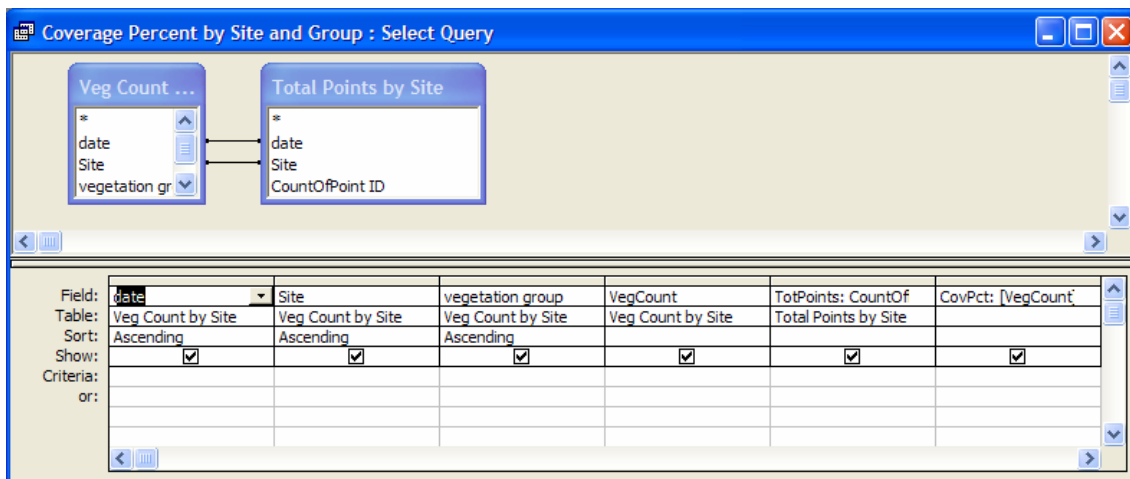 Coverage Percent by Site and Group : Select Query
Veg Count ...
*
date
Site
vegetation gr
Total Points by Site
*
date
Site
CountOfPoint ID
Field: date Site vegetation group VegCount TotPoints: CountOf CovPct: [VegCount]
Table: Veg Count by Site Veg Count by Site Veg Count by Site Veg Count by Site Total Points by Site
Sort: Ascending Ascending Ascending
Show:
Criteria:
or: